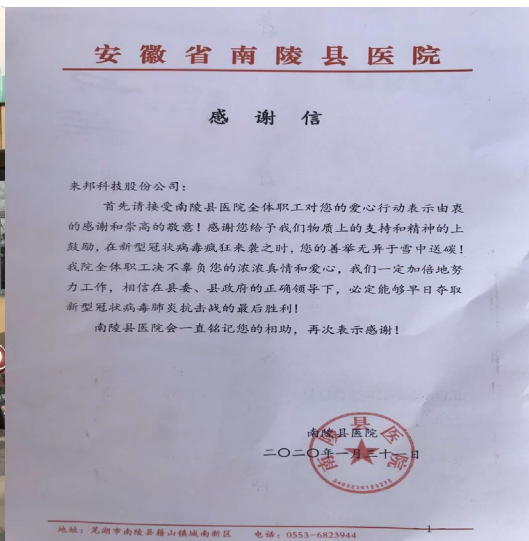 安徽省南陵县医院
感谢信
来邦科技股份公司：
首先请接受南陵县医院全体职工对您的爱心行动表示由衷
的感谢和崇高的敬意！感谢您给予我们物质上的支持和精神的上
鼓励，在新型冠状病毒疯狂来袭之时，您的善举无异于雪中送碳！
我院全体职工决不辜负您的浓浓真情和爱心，我们一定加倍地努
力工作，相信在县委、县政府的正确领导下，必定能够早日夺取
新型冠状病毒肺炎抗击战的最后胜利！
南陵县医院会一直铭记您的相助，再次表示感谢！
南陵县医院
二〇二〇年一月三十一日
南陵县医院
地址：芜湖市南陵县籍山镇城南新区 电话：0553-6823944
- 1 -